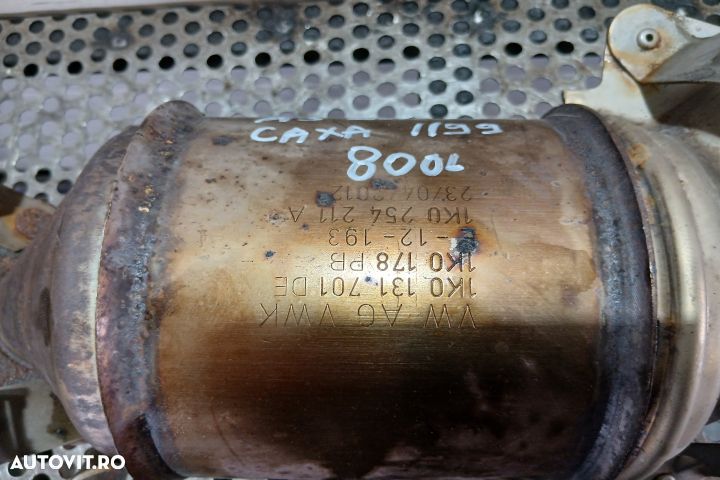 CAXA 1199
800L
VW AG VWK
1K0 131 701 DE
1K0 178 PB
-12-193
1K0 254 211 A
23/04/2012
AUTOVIT.RO